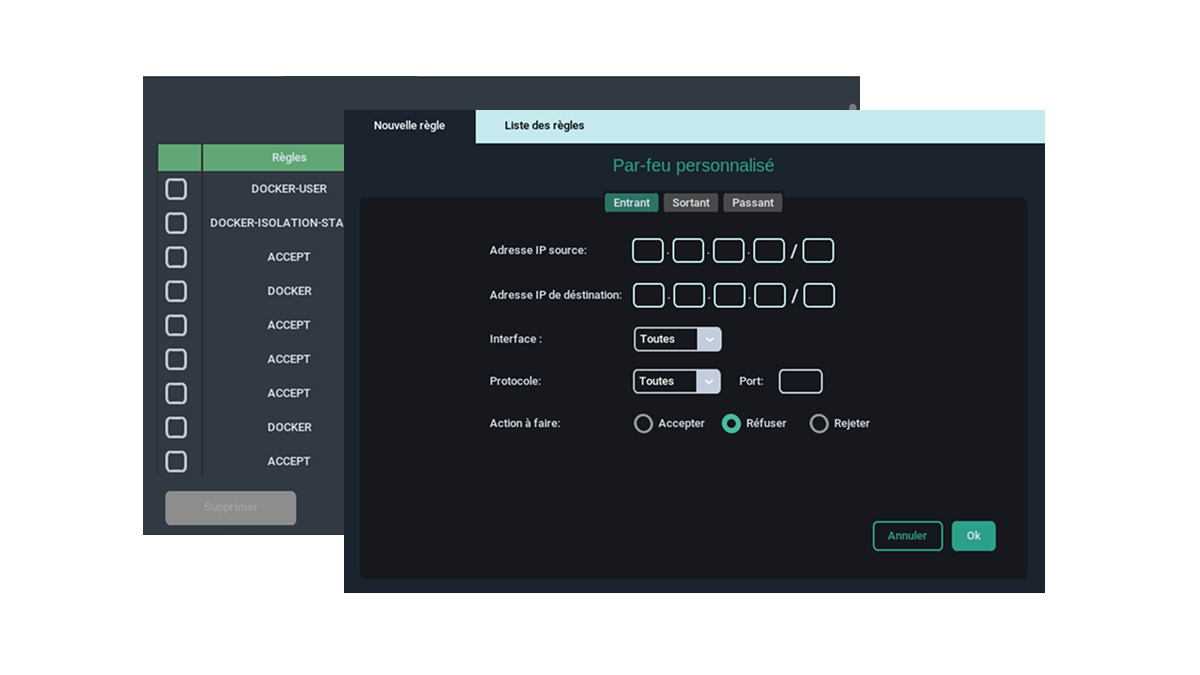 Nouvelle règle Liste des règles
Par-feu personnalisé
Entrant Sortant Passant
Adresse IP source: . . . /
Adresse IP de déstination: . . . /
Interface : Toutes
Protocole: Toutes Port:
Action à faire: Accepter Réfuser Rejeter
Annuler Ok
Règles
DOCKER-USER
DOCKER-ISOLATION-STA
ACCEPT
DOCKER
ACCEPT
ACCEPT
ACCEPT
DOCKER
ACCEPT
Supprimer